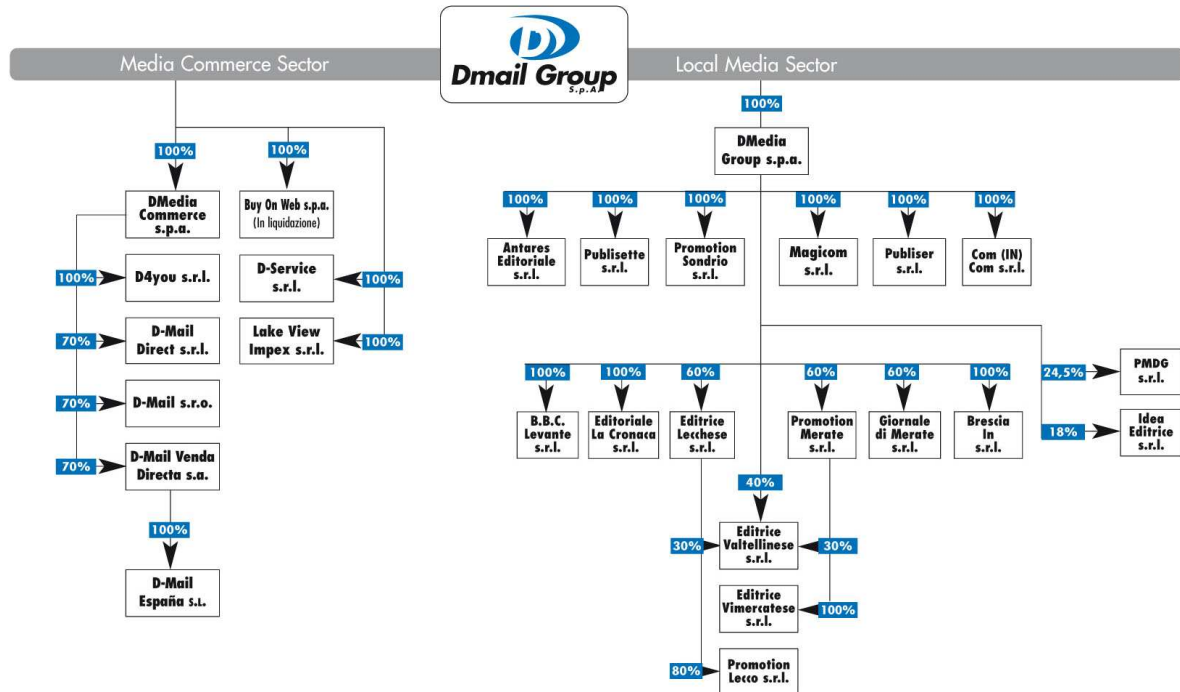 D
Dmail Group
S.p.A.
Media Commerce Sector
Local Media Sector
100%
100%
100%
DMedia
Commerce
s.p.a.
Buy On Web s.p.a.
(In liquidazione)
100%
D4you s.r.l.
D-Service
s.r.l.
100%
70%
D-Mail
Direct s.r.l.
Lake View
Impex s.r.l.
100%
70%
D-Mail s.r.o.
70%
D-Mail Venda
Directa s.a.
100%
D-Mail
España S.L.
100%
DMedia
Group s.p.a.
100%
100%
100%
100%
100%
100%
Antares
Editoriale
s.r.l.
Publisette
s.r.l.
Promotion
Sondrio
s.r.l.
Magicom
s.r.l.
Publiser
s.r.l.
Com (IN)
Com s.r.l.
24,5%
PMDG
s.r.l.
18%
Idea
Editrice
s.r.l.
100%
100%
60%
60%
60%
100%
B.B.C.
Levante
s.r.l.
Editoriale
La Cronaca
s.r.l.
Editrice
Lecchese
s.r.l.
Promotion
Merate
s.r.l.
Giornale
di Merate
s.r.l.
Brescia
In
s.r.l.
40%
30%
Editrice
Valtellinese
s.r.l.
30%
Editrice
Vimercatese
s.r.l.
100%
80%
Promotion
Lecco s.r.l.